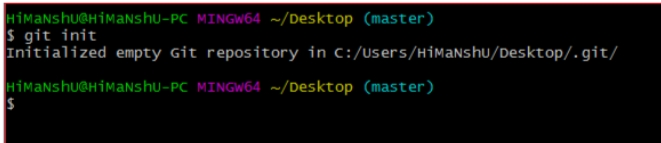 HiMaNshU@HiMaNshU-PC MINGW64 ~/Desktop (master)
$ git init
Initialized empty Git repository in C:/Users/HiMaNshU/Desktop/.git/
HiMaNshU@HiMaNshU-PC MINGW64 ~/Desktop (master)
$